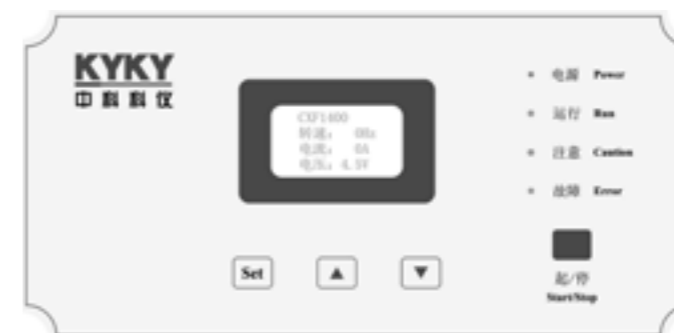 KYKY
中科科仪
CXF1400
转速: 0Hz
电流: 0A
电压: 4.5V
电源 Power
运行 Run
注意 Caution
故障 Error
Set
▲
▼
起/停
Start/Stop